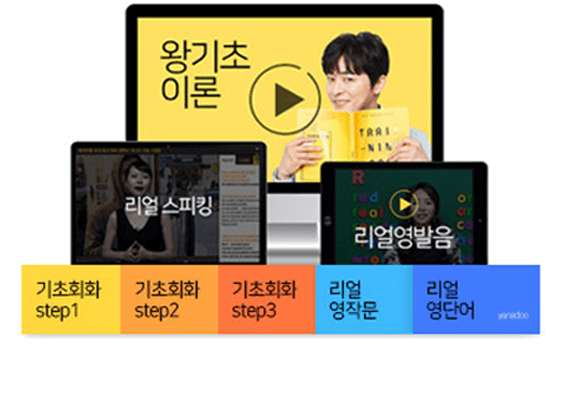 왕기초
이론
TRAI
NIN
리얼 스피킹
R
리얼영발음
기초회화
step1
기초회화
step2
기초회화
step3
리얼
영작문
리얼
영단어
yanadoo